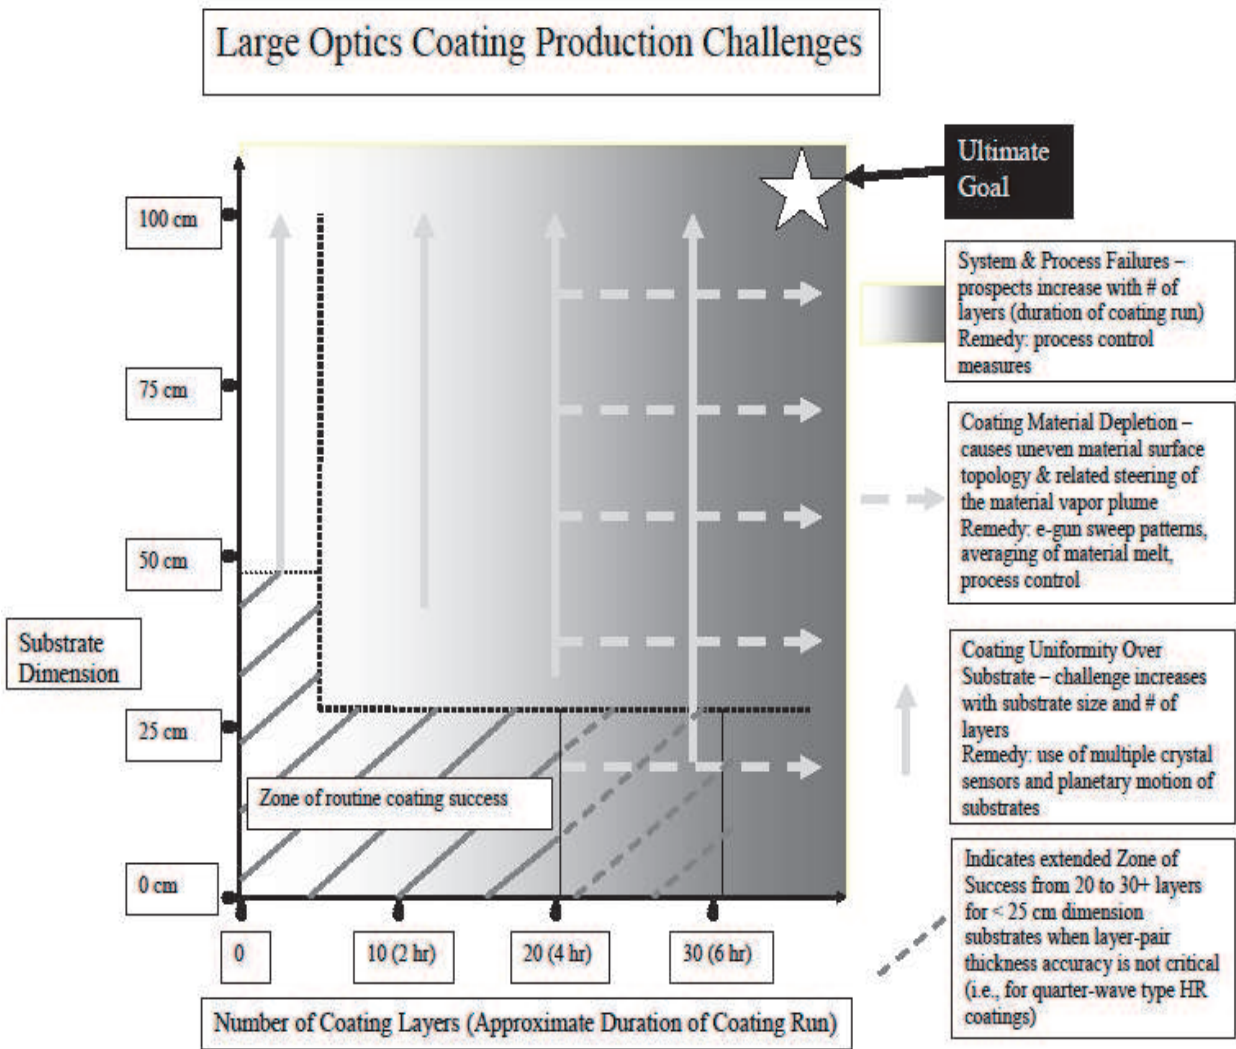 Large Optics Coating Production Challenges
Ultimate
Goal
100 cm
75 cm
50 cm
25 cm
0 cm
Substrate
Dimension
Zone of routine coating success
0
10 (2 hr)
20 (4 hr)
30 (6 hr)
Number of Coating Layers (Approximate Duration of Coating Run)
System & Process Failures –
prospects increase with # of
layers (duration of coating run)
Remedy: process control
measures
Coating Material Depletion –
causes uneven material surface
topology & related steering of
the material vapor plume
Remedy: e-gun sweep patterns,
averaging of material melt,
process control
Coating Uniformity Over
Substrate – challenge increases
with substrate size and # of
layers
Remedy: use of multiple crystal
sensors and planetary motion of
substrates
Indicates extended Zone of
Success from 20 to 30+ layers
for < 25 cm dimension
substrates when layer-pair
thickness accuracy is not critical
(i.e., for quarter-wave type HR
coatings)